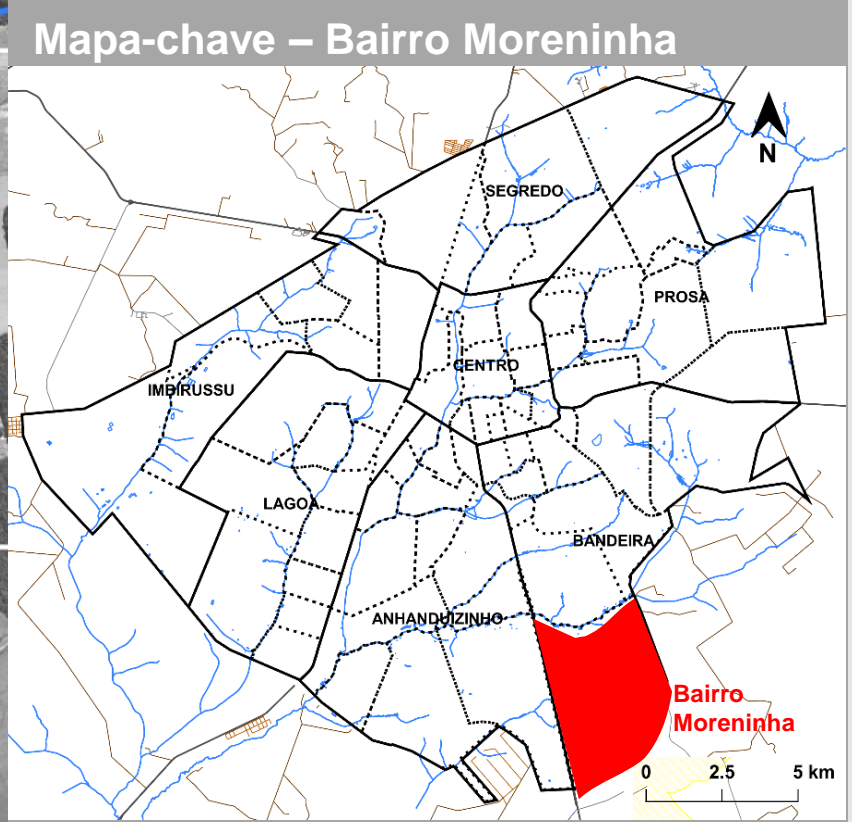 Mapa-chave – Bairro Moreninha
N
SEGREDO
PROSA
CENTRO
IMBIRUSSU
LAGOA
BANDEIRA
ANHANDUIZINHO
Bairro
Moreninha
0 2.5 5 km